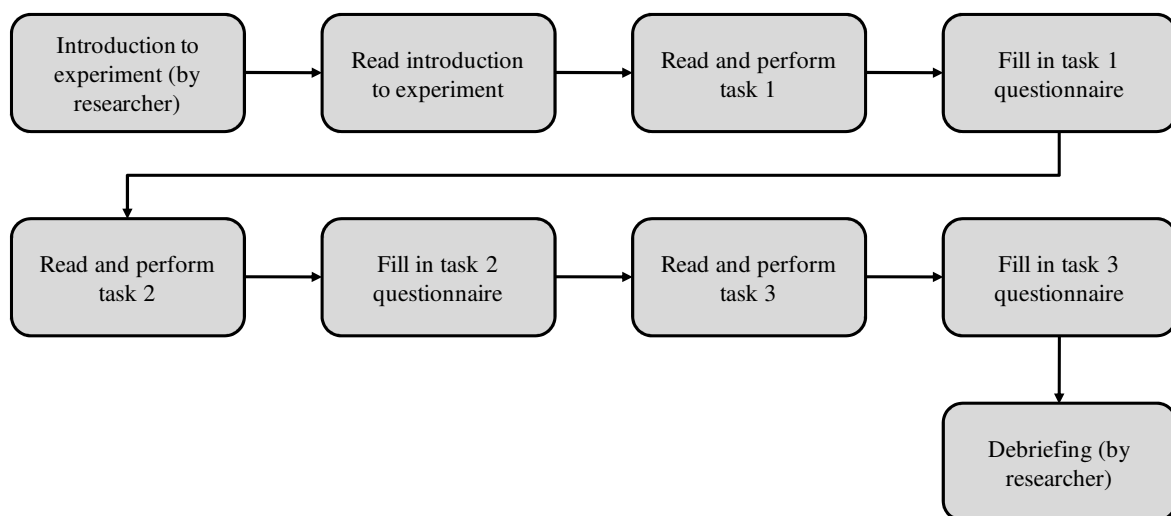 Introduction to
experiment (by
researcher)
Read introduction
to experiment
Read and perform
task 1
Fill in task 1
questionnaire
Read and perform
task 2
Fill in task 2
questionnaire
Read and perform
task 3
Fill in task 3
questionnaire
Debriefing (by
researcher)